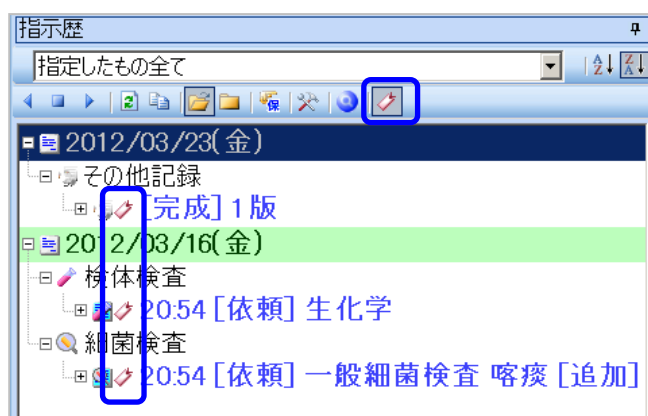 指示歴
指定したもの全て
保
2012/03/23(金)
その他記録
[完成] 1版
2012/03/16(金)
検体検査
20:54 [依頼] 生化学
細菌検査
20:54 [依頼] 一般細菌検査 喀痰 [追加]